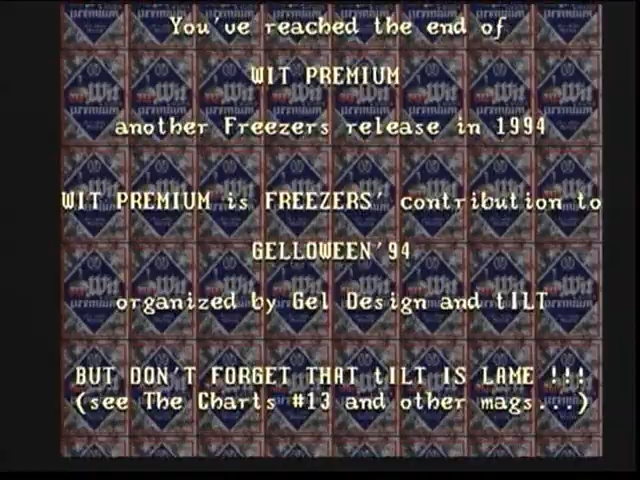 You've reached the end of
WIT PREMIUM
another Freezers release in 1994
WIT PREMIUM is FREEZERS' contribution to
GELLOWEEN'94
organized by Gel Design and tILT
BUT DON'T FORGET THAT tILT IS LAME !!!
(see The Charts #13 and other mags...)